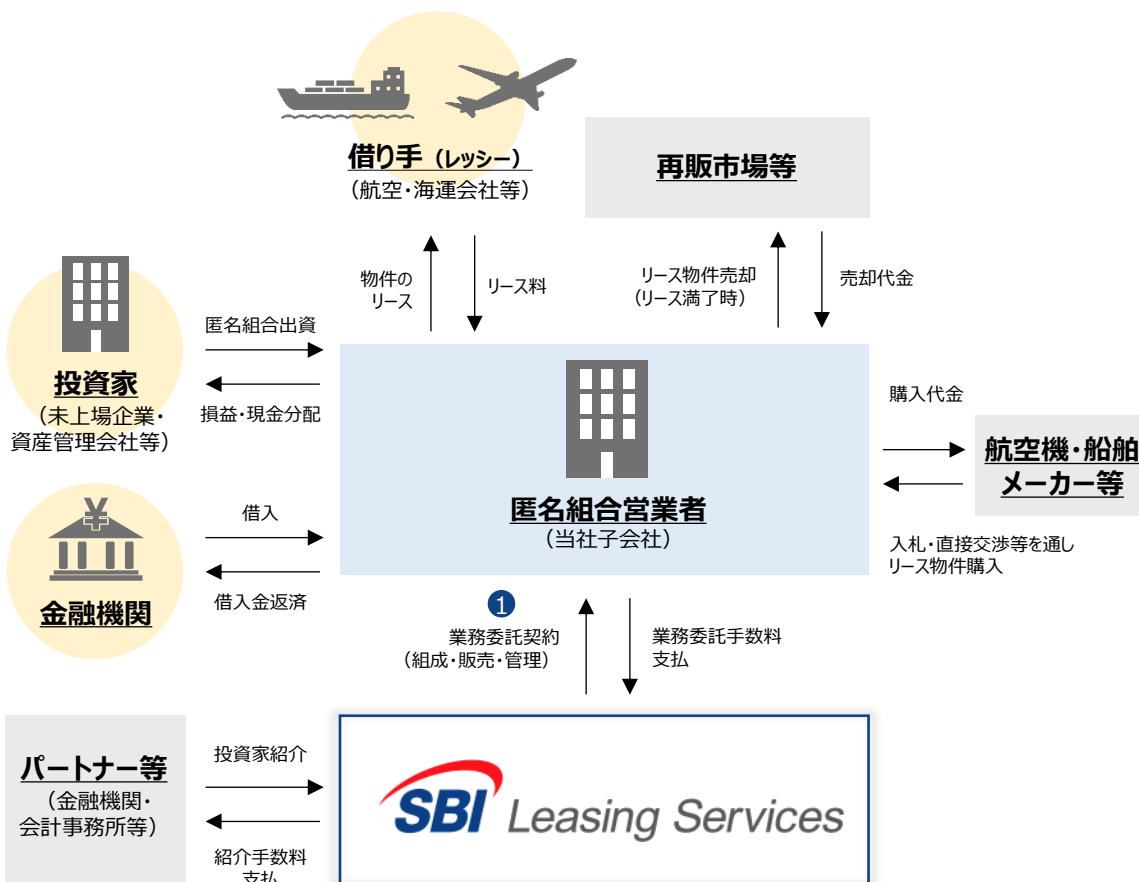 借り手（レッシー）
（航空・海運会社等）
再販市場等
物件の
リース
リース料
リース物件売却
（リース満了時）
売却代金
投資家
（未上場企業・
資産管理会社等）
匿名組合出資
損益・現金分配
匿名組合営業者
（当社子会社）
購入代金
航空機・船舶
メーカー等
入札・直接交渉等を通し
リース物件購入
¥
金融機関
借入
借入金返済
1
業務委託契約
（組成・販売・管理）
業務委託手数料
支払
パートナー等
（金融機関・
会計事務所等）
投資家紹介
紹介手数料
支払
SBI Leasing Services